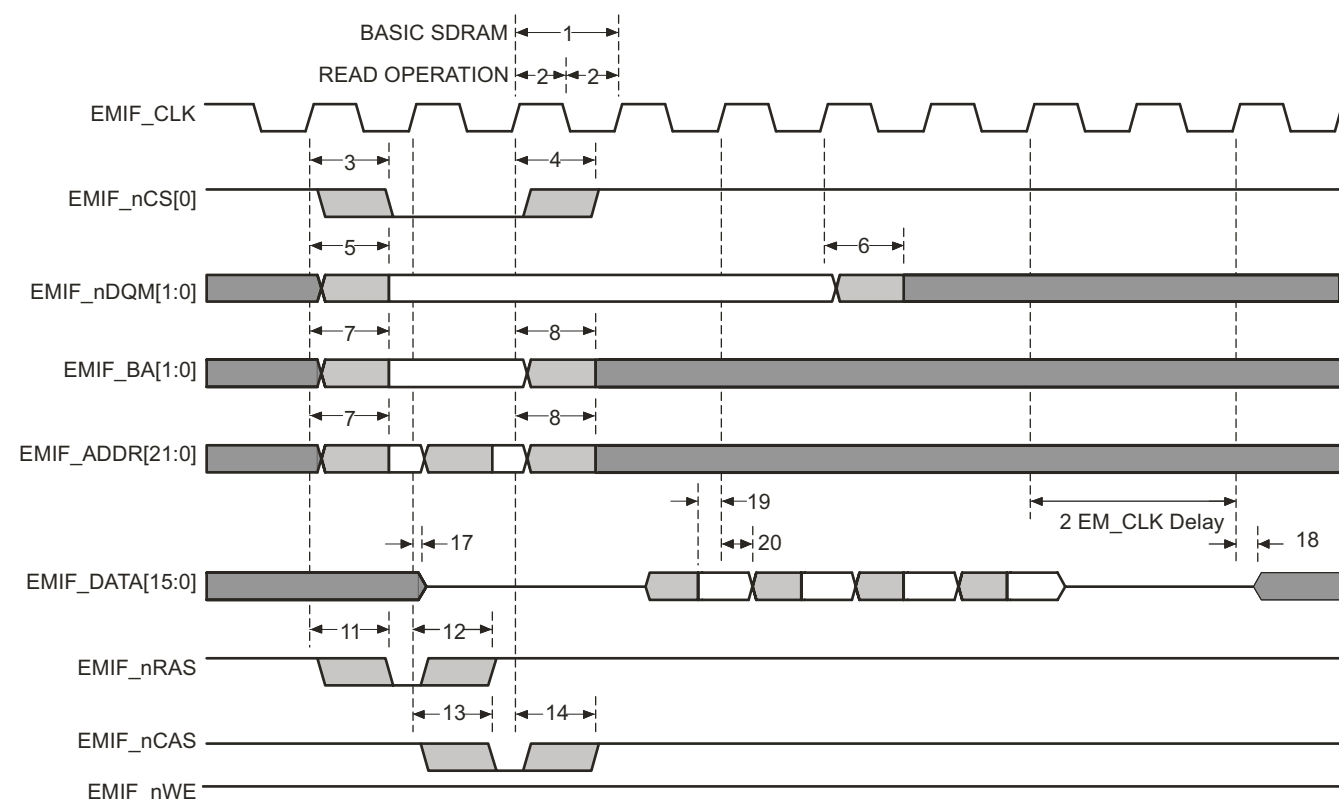 BASIC SDRAM 1
READ OPERATION 2 2
EMIF_CLK
3 4
EMIF_nCS[0]
5 6
EMIF_nDQM[1:0]
7 8
EMIF_BA[1:0]
7 8
EMIF_ADDR[21:0]
19
2 EM_CLK Delay
17 20 18
EMIF_DATA[15:0]
11 12
EMIF_nRAS
13 14
EMIF_nCAS
EMIF_nWE